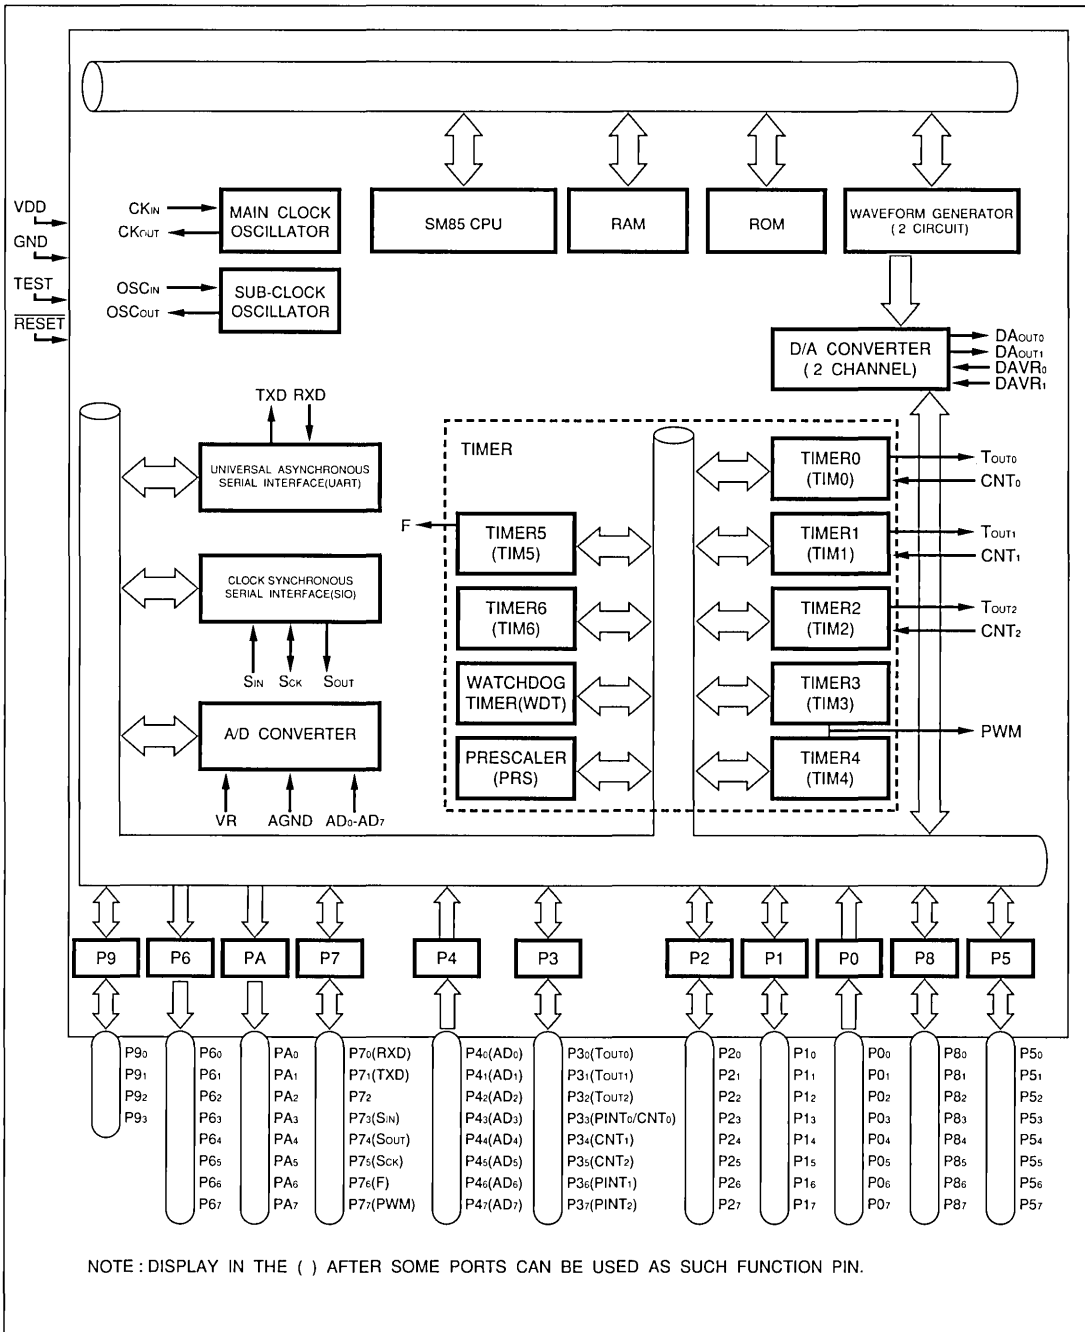 VDD
GND
TEST
RESET
CKIN
CKOUT
MAIN CLOCK
OSCILLATOR
OSCIN
OSCOUT
SUB-CLOCK
OSCILLATOR
SM85 CPU
RAM
ROM
WAVEFORM GENERATOR
( 2 CIRCUIT)
D/A CONVERTER
( 2 CHANNEL)
DAOUT0
DAOUT1
DAVR0
DAVR1
TXD RXD
UNIVERSAL ASYNCHRONOUS
SERIAL INTERFACE(UART)
CLOCK SYNCHRONOUS
SERIAL INTERFACE(SIO)
SIN SCK SOUT
A/D CONVERTER
VR AGND AD0-AD7
TIMER
F
TIMER5
(TIM5)
TIMER6
(TIM6)
WATCHDOG
TIMER(WDT)
PRESCALER
(PRS)
TIMER0
(TIM0)
TOUT0
CNT0
TIMER1
(TIM1)
TOUT1
CNT1
TIMER2
(TIM2)
TOUT2
CNT2
TIMER3
(TIM3)
PWM
TIMER4
(TIM4)
P9 P6 PA P7 P4 P3 P2 P1 P0 P8 P5
P90 P60 PA0 P70(RXD) P40(AD0) P30(TOUT0) P20 P10 P00 P80 P50
P91 P61 PA1 P71(TXD) P41(AD1) P31(TOUT1) P21 P11 P01 P81 P51
P92 P62 PA2 P72 P42(AD2) P32(TOUT2) P22 P12 P02 P82 P52
P93 P63 PA3 P73(SIN) P43(AD3) P33(PINT0/CNT0) P23 P13 P03 P83 P53
P64 PA4 P74(SOUT) P44(AD4) P34(CNT1) P24 P14 P04 P84 P54
P65 PA5 P75(SCK) P45(AD5) P35(CNT2) P25 P15 P05 P85 P55
P66 PA6 P76(F) P46(AD6) P36(PINT1) P26 P16 P06 P86 P56
P67 PA7 P77(PWM) P47(AD7) P37(PINT2) P27 P17 P07 P87 P57
NOTE : DISPLAY IN THE ( ) AFTER SOME PORTS CAN BE USED AS SUCH FUNCTION PIN.